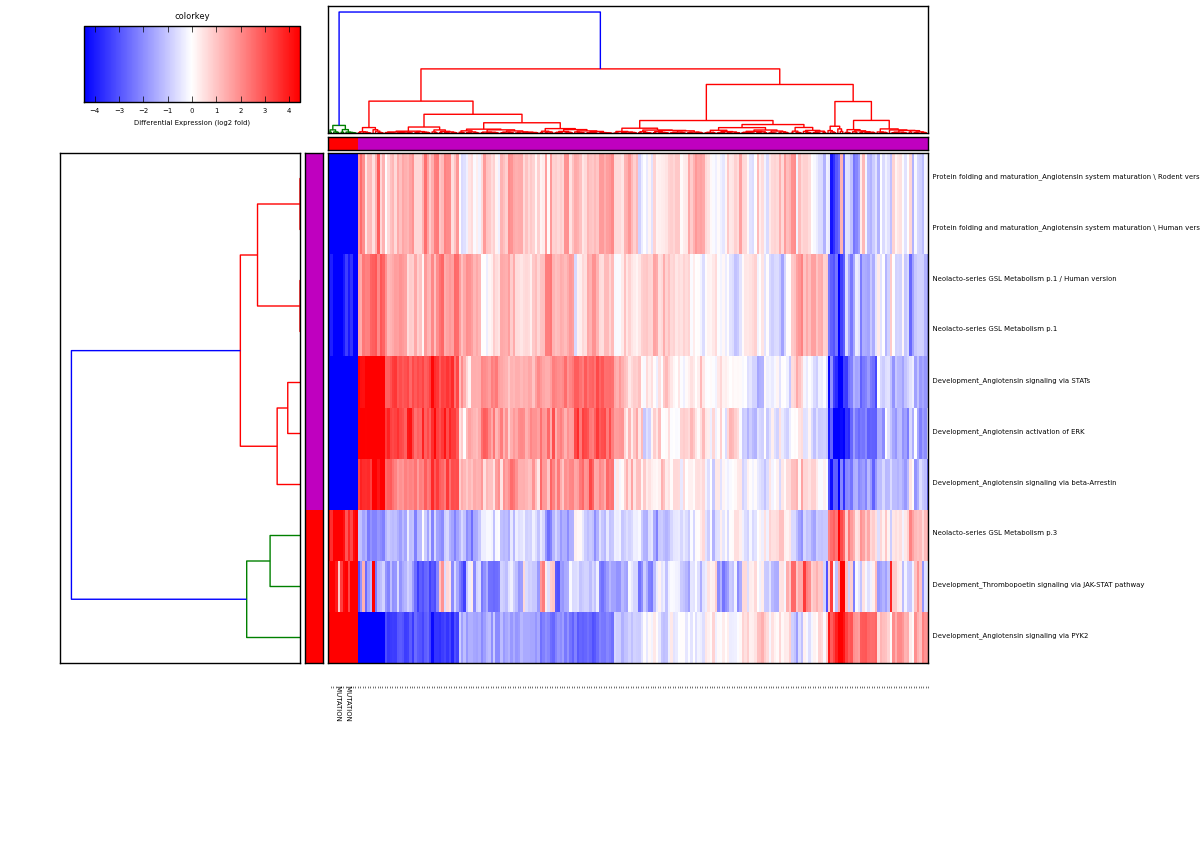 colorkey
−4 −3 −2 −1 0 1 2 3 4
Differential Expression (log2 fold)
Protein folding and maturation_Angiotensin system maturation \ Rodent vers
Protein folding and maturation_Angiotensin system maturation \ Human vers
Neolacto-series GSL Metabolism p.1 / Human version
Neolacto-series GSL Metabolism p.1
Development_Angiotensin signaling via STATs
Development_Angiotensin activation of ERK
Development_Angiotensin signaling via beta-Arrestin
Neolacto-series GSL Metabolism p.3
Development_Thrombopoetin signaling via JAK-STAT pathway
Development_Angiotensin signaling via PYK2
MUTATION
MUTATION